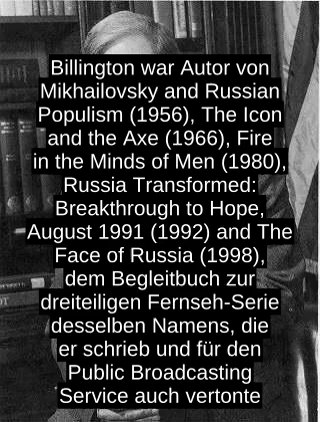 Billington war Autor von
Mikhailovsky and Russian
Populism (1956), The Icon
and the Axe (1966), Fire
in the Minds of Men (1980),
Russia Transformed:
Breakthrough to Hope,
August 1991 (1992) and The
Face of Russia (1998),
dem Begleitbuch zur
dreiteiligen Fernseh-Serie
desselben Namens, die
er schrieb und für den
Public Broadcasting
Service auch vertonte